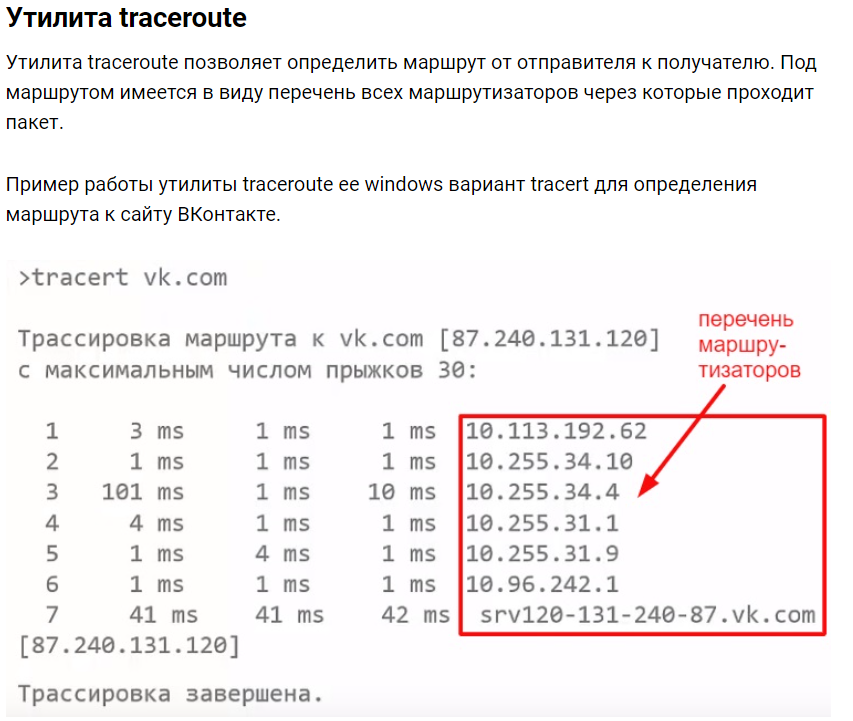 Утилита traceroute
Утилита traceroute позволяет определить маршрут от отправителя к получателю. Под
маршрутом имеется в виду перечень всех маршрутизаторов через которые проходит
пакет.
Пример работы утилиты traceroute ее windows вариант tracert для определения
маршрута к сайту ВКонтакте.
>tracert vk.com
Трассировка маршрута к vk.com [87.240.131.120]
с максимальным числом прыжков 30:
перечень
маршру-
тизаторов
1 3 ms 1 ms 1 ms 10.113.192.62
2 1 ms 1 ms 1 ms 10.255.34.10
3 101 ms 1 ms 10 ms 10.255.34.4
4 4 ms 1 ms 1 ms 10.255.31.1
5 1 ms 4 ms 1 ms 10.255.31.9
6 1 ms 1 ms 1 ms 10.96.242.1
7 41 ms 41 ms 42 ms srv120-131-240-87.vk.com
[87.240.131.120]
Трассировка завершена.